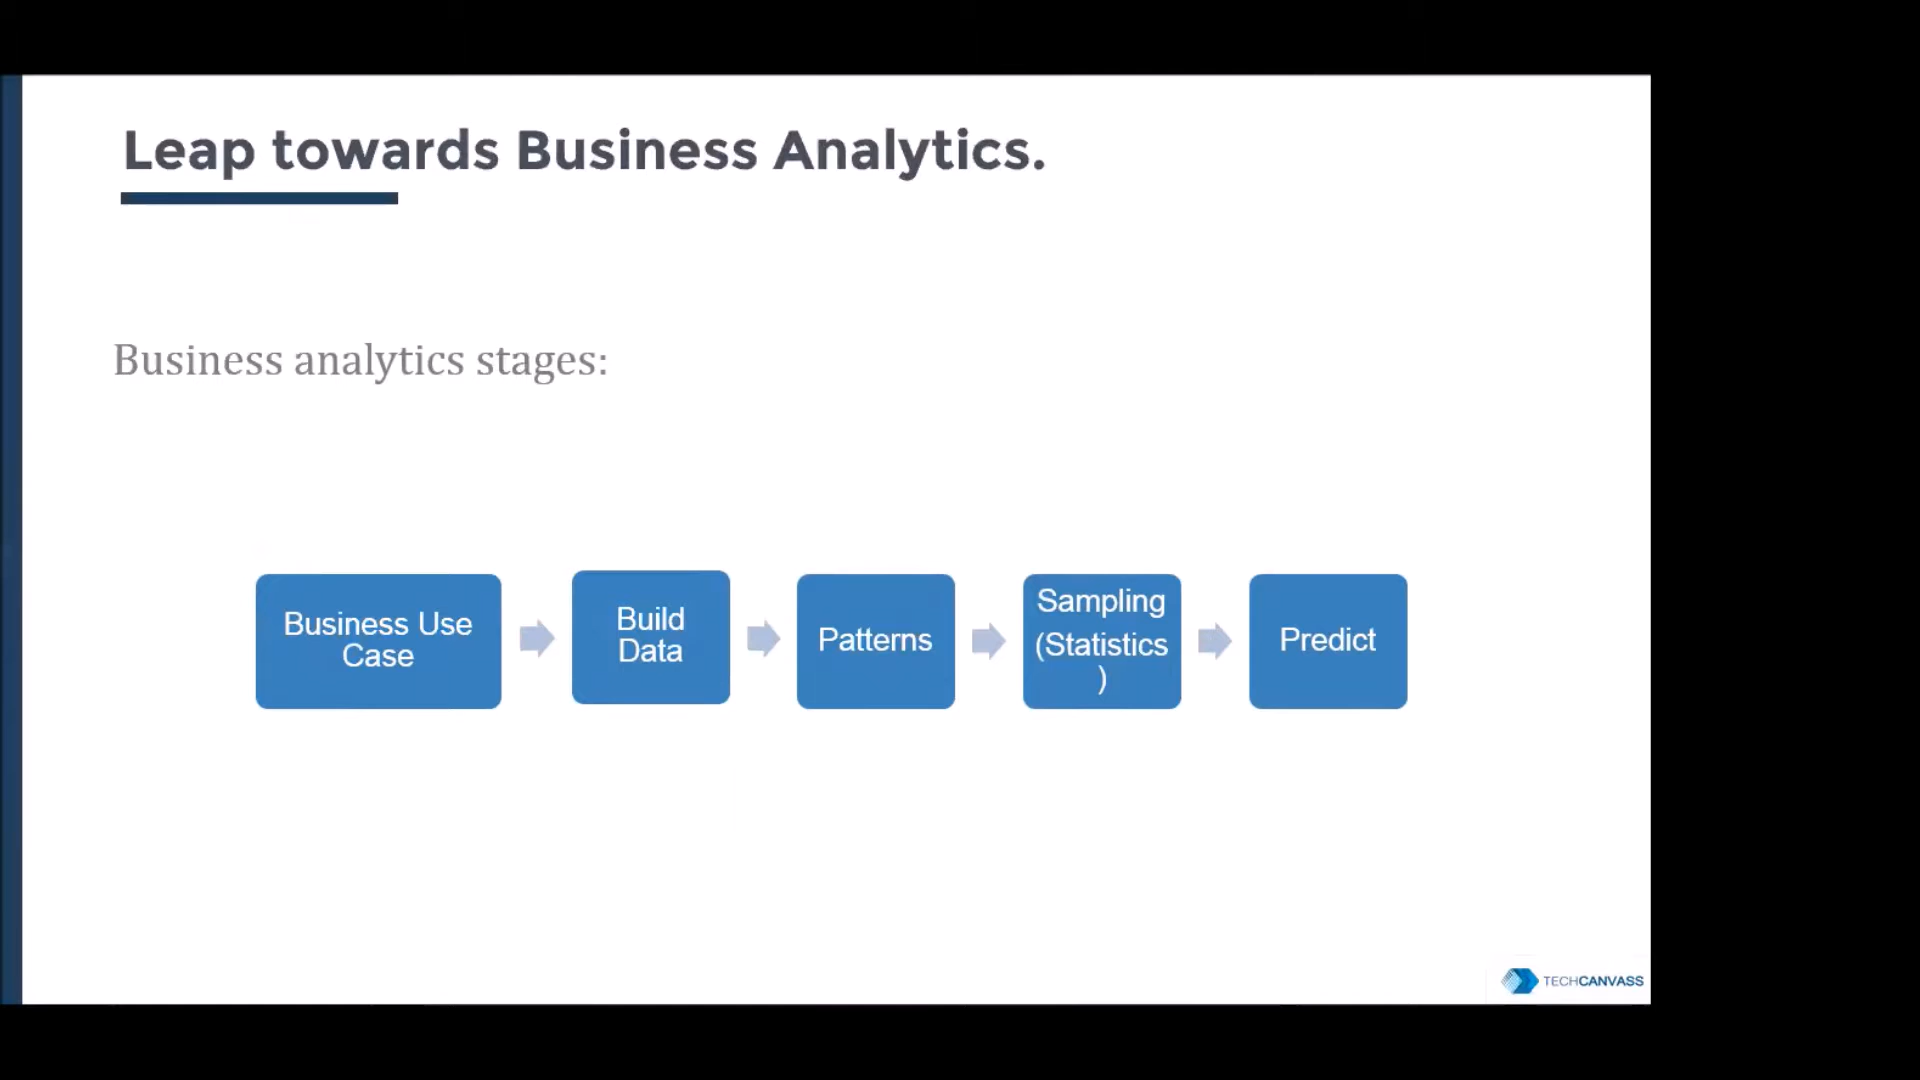 Leap towards Business Analytics.
Business analytics stages:
Business Use
Case
Build
Data
Patterns
Sampling
(Statistics
)
Predict
TECHCANVASS